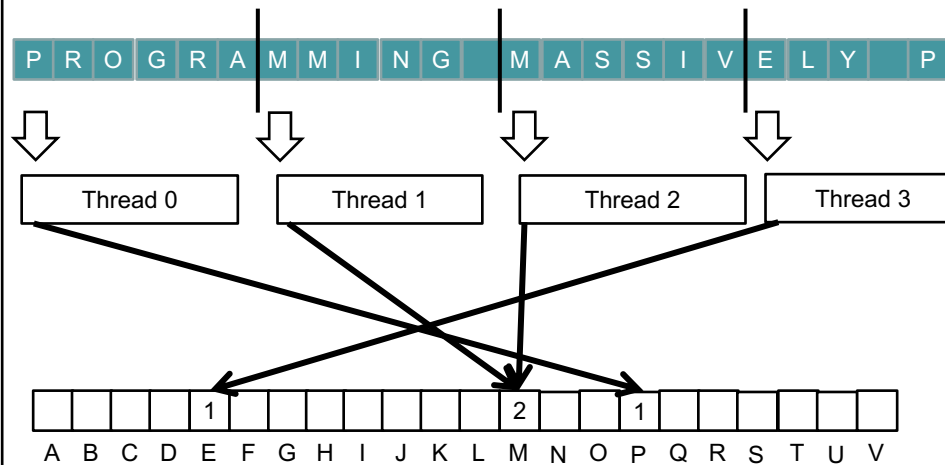 P R O G R A M M I N G M A S S I V E L Y P
Thread 0 Thread 1 Thread 2 Thread 3
1 2 1
A B C D E F G H I J K L M N O P Q R S T U V